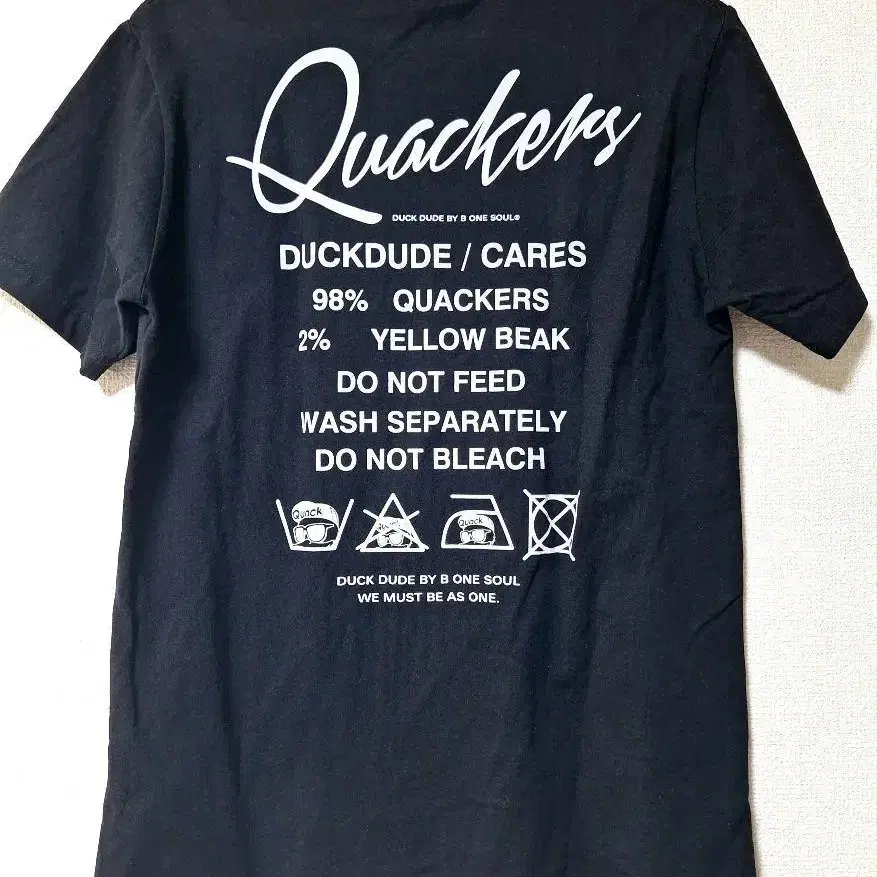 Quackers
DUCK DUDE BY B ONE SOUL®
DUCKDUDE / CARES
98% QUACKERS
2% YELLOW BEAK
DO NOT FEED
WASH SEPARATELY
DO NOT BLEACH
Quack Quack Quack
DUCK DUDE BY B ONE SOUL
WE MUST BE AS ONE.